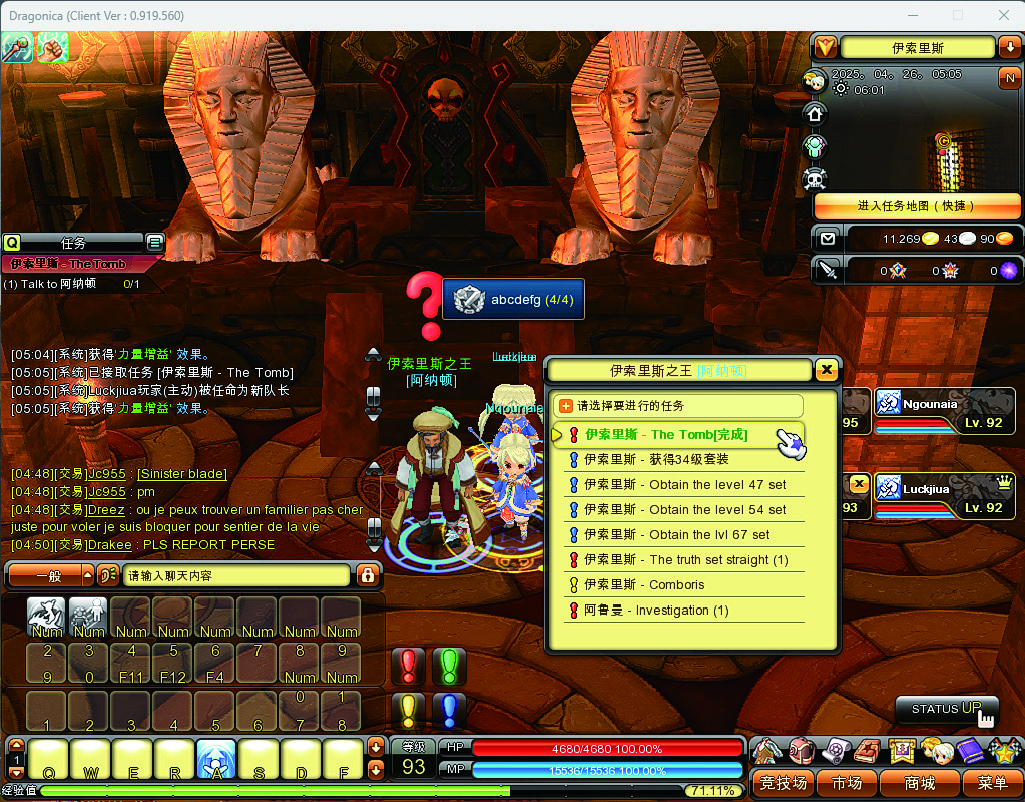 Dragonica (Client Ver : 0.919.560)
伊索里斯
N
2025。 04。 26。 05:05
06:01
G
进入任务地图 ( 快捷 )
11.269 43 90
0 0 0
Q 任务
伊索里斯 - The Tomb
(1) Talk to 阿纳顿 0/1
abcdefg (4/4)
[05:04][系统]获得'力量增益' 效果。
[05:05][系统]已接取任务 [伊索里斯 - The Tomb]
[05:05][系统]Luckjiua玩家(主动)被任命为新队长
[05:05][系统]获得'力量增益' 效果。
伊索里斯之王
[阿纳顿]
Luckjiua
Ngounaie
伊索里斯之王 [阿纳顿]
请选择要进行的任务
伊索里斯 - The Tomb[完成]
伊索里斯 - 获得34级套装
伊索里斯 - Obtain the level 47 set
伊索里斯 - Obtain the level 54 set
伊索里斯 - Obtain the lvl 67 set
伊索里斯 - The truth set straight (1)
伊索里斯 - Comboris
阿鲁曼 - Investigation (1)
95
Ngounaia
Lv. 92
93
Luckjiua
Lv. 92
[04:48][交易]Jc955 : [Sinister blade]
[04:48][交易]Jc955 : pm
[04:48][交易]Dreez : ou je peux trouver un familier pas cher
juste pour voler je suis bloquer pour sentier de la vie
[04:50][交易]Drakee : PLS REPORT PERSE
一般 请输入聊天内容
Num Num Num Num Num Num Num Num
2 3 4 5 6 7 8 9
9 0 F11 F12 F4 Num Num
0 1
1 2 3 4 5 6 7 8
STATUS UP
1
Q W E R A S D F
等级
93
HP 4680/4680 100.00%
MP 15536/15536 100.00%
竞技场 市场 商城 菜单
经验值 71.11%